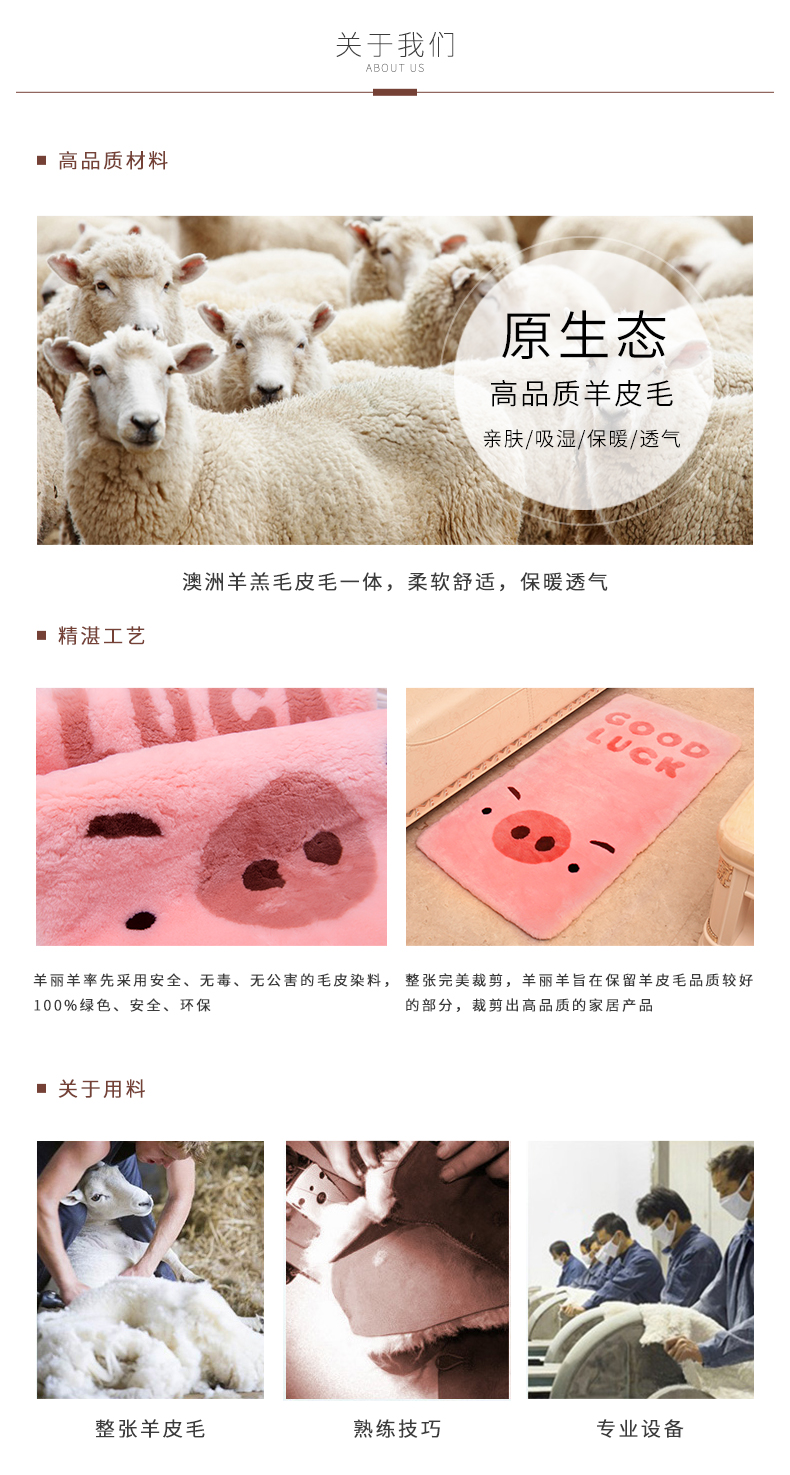 关于我们
ABOUT US
高品质材料
原生态
高品质羊皮毛
亲肤/吸湿/保暖/透气
澳洲羊羔毛皮毛一体，柔软舒适，保暖透气
精湛工艺
LUCK
GOOD
LUCK
羊丽羊率先采用安全、无毒、无公害的毛皮染料，
100%绿色、安全、环保
整张完美裁剪，羊丽羊旨在保留羊皮毛品质较好
的部分，裁剪出高品质的家居产品
关于用料
整张羊皮毛
熟练技巧
专业设备